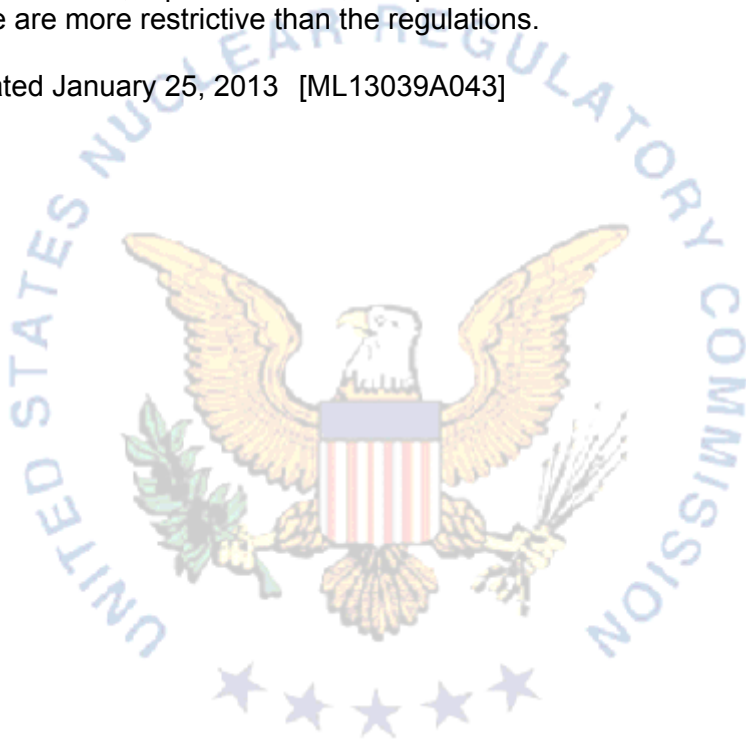 e are more restrictive than the regulations.
ated January 25, 2013 [ML13039A043]
UNITED STATES NUCLEAR REGULATORY COMMISSION